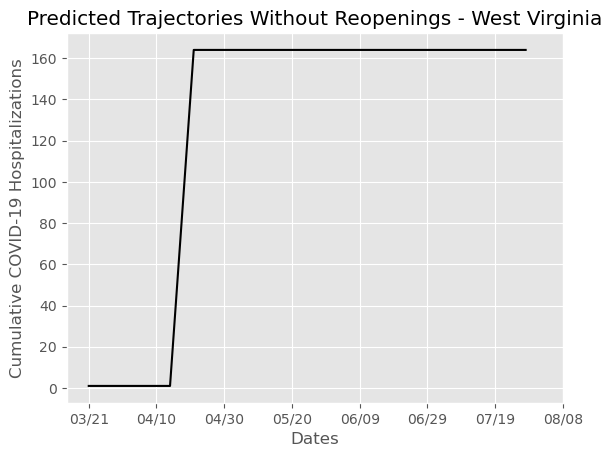 Predicted Trajectories Without Reopenings - West Virginia
Cumulative COVID-19 Hospitalizations
160
140
120
100
80
60
40
20
0
03/21 04/10 04/30 05/20 06/09 06/29 07/19 08/08
Dates